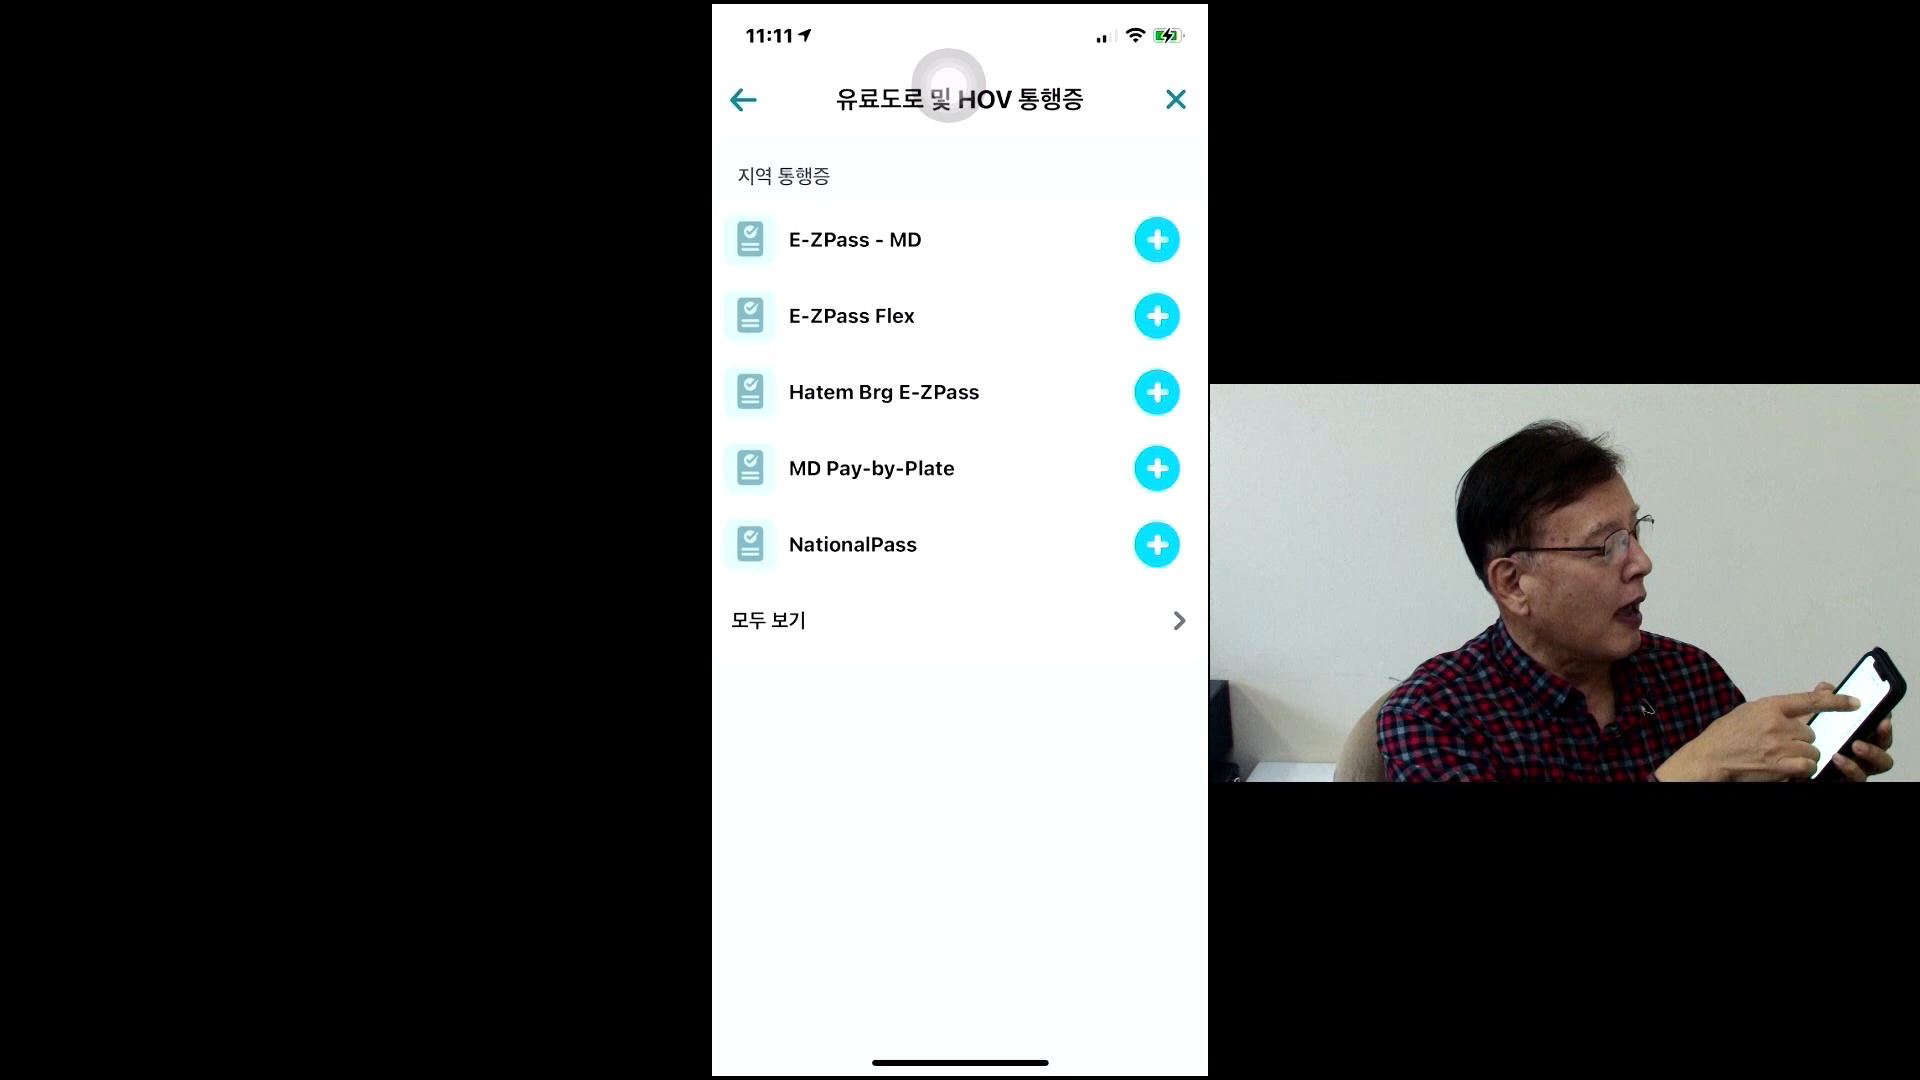 11:11
유료도로 및 HOV 통행증
지역 통행증
E-ZPass - MD
E-ZPass Flex
Hatem Brg E-ZPass
MD Pay-by-Plate
NationalPass
모두 보기